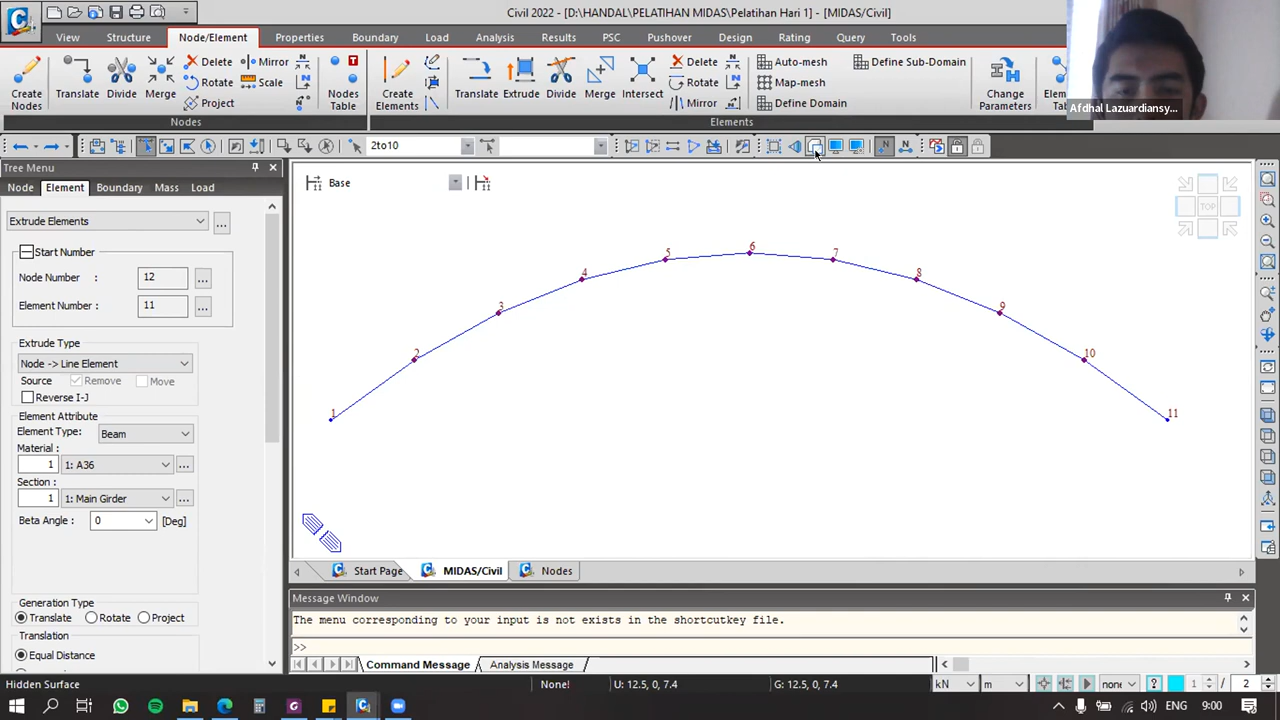 Civil 2022 - [D:\HANDAL\PELATIHAN MIDAS\Pelatihan Hari 1] - [MIDAS/Civil]
View Structure Node/Element Properties Boundary Load Analysis Results PSC Pushover Design Rating Query Tools
Create Nodes
Translate
Divide
Merge
Delete
Rotate
Project
Mirror
Scale
Nodes Table
Nodes
Create Elements
Translate
Extrude
Divide
Merge
Intersect
Delete
Rotate
Mirror
Auto-mesh
Map-mesh
Define Domain
Define Sub-Domain
Change Parameters
Elements
Afdhal Lazuardiansy...
2to10
Tree Menu
Node Element Boundary Mass Load
Extrude Elements
...
Start Number
Node Number : 12 ...
Element Number : 11 ...
Extrude Type
Node -> Line Element
Source Remove Move
Reverse I-J
Element Attribute
Element Type: Beam
Material :
1 1: A36 ...
Section :
1 1: Main Girder ...
Beta Angle : 0 [Deg]
Generation Type
Translate Rotate Project
Translation
Equal Distance
Base
TOP
1
2
3
4
5
6
7
8
9
10
11
Start Page MIDAS/Civil Nodes
Message Window
The menu corresponding to your input is not exists in the shortcutkey file.
>>
Command Message Analysis Message
Hidden Surface None! U: 12.5, 0, 7.4 G: 12.5, 0, 7.4 kN m none 1 / 2
ENG 9:00